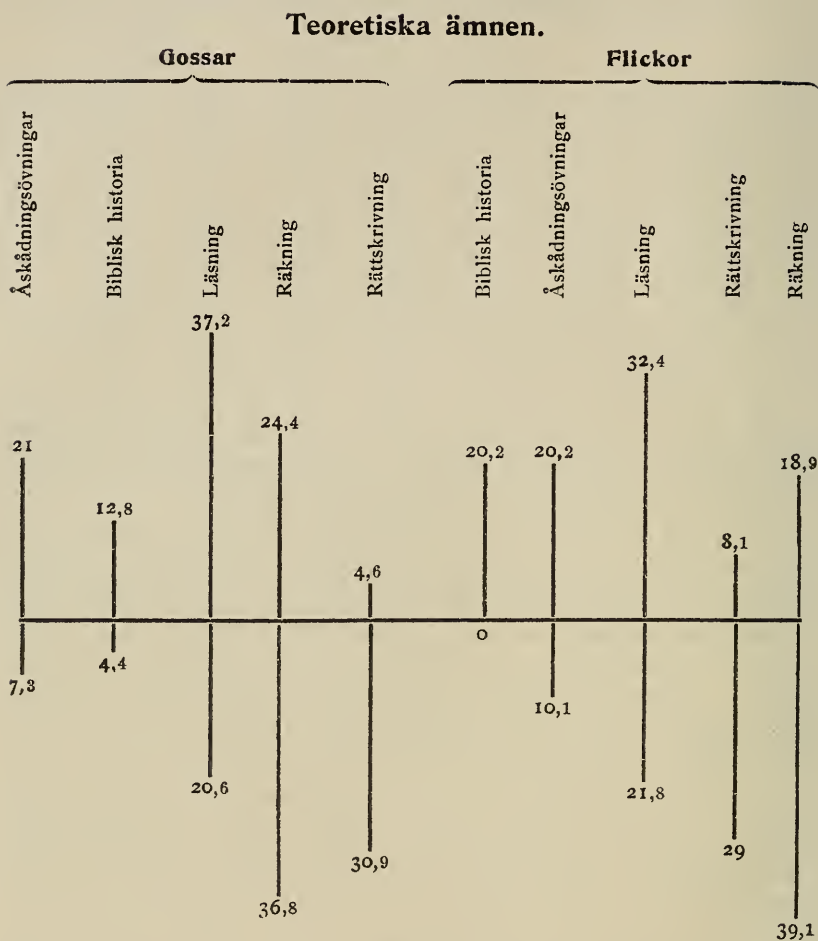 Teoretiska ämnen.
Gossar Flickor
Åskådningsövningar
Biblisk historia
Läsning
Räkning
Rättskrivning
Biblisk historia
Åskådningsövningar
Läsning
Rättskrivning
Räkning
37,2
32,4
24,4
21 20,2 20,2 18,9
12,8
8,1
4,6
0
4,4
7,3
10,1
20,6 21,8
30,9 29
36,8
39,1